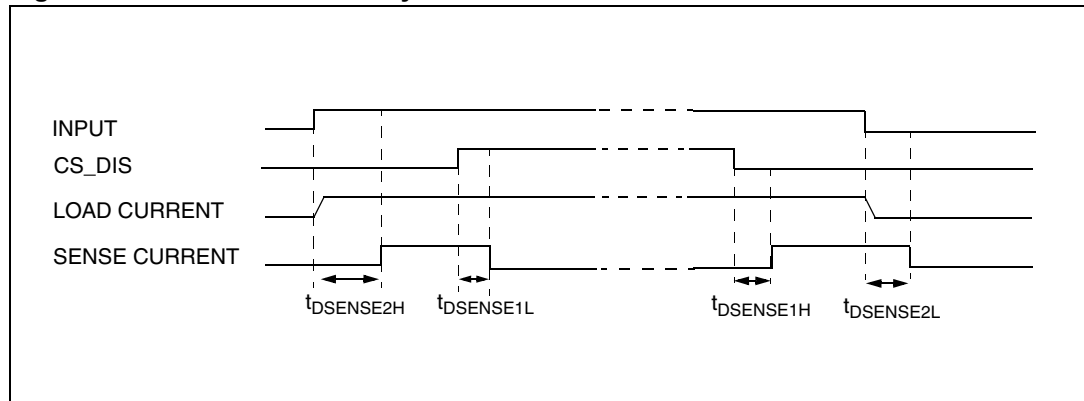 INPUT
CS_DIS
LOAD CURRENT
SENSE CURRENT
tDSENSE2H
tDSENSE1L
tDSENSE1H
tDSENSE2L